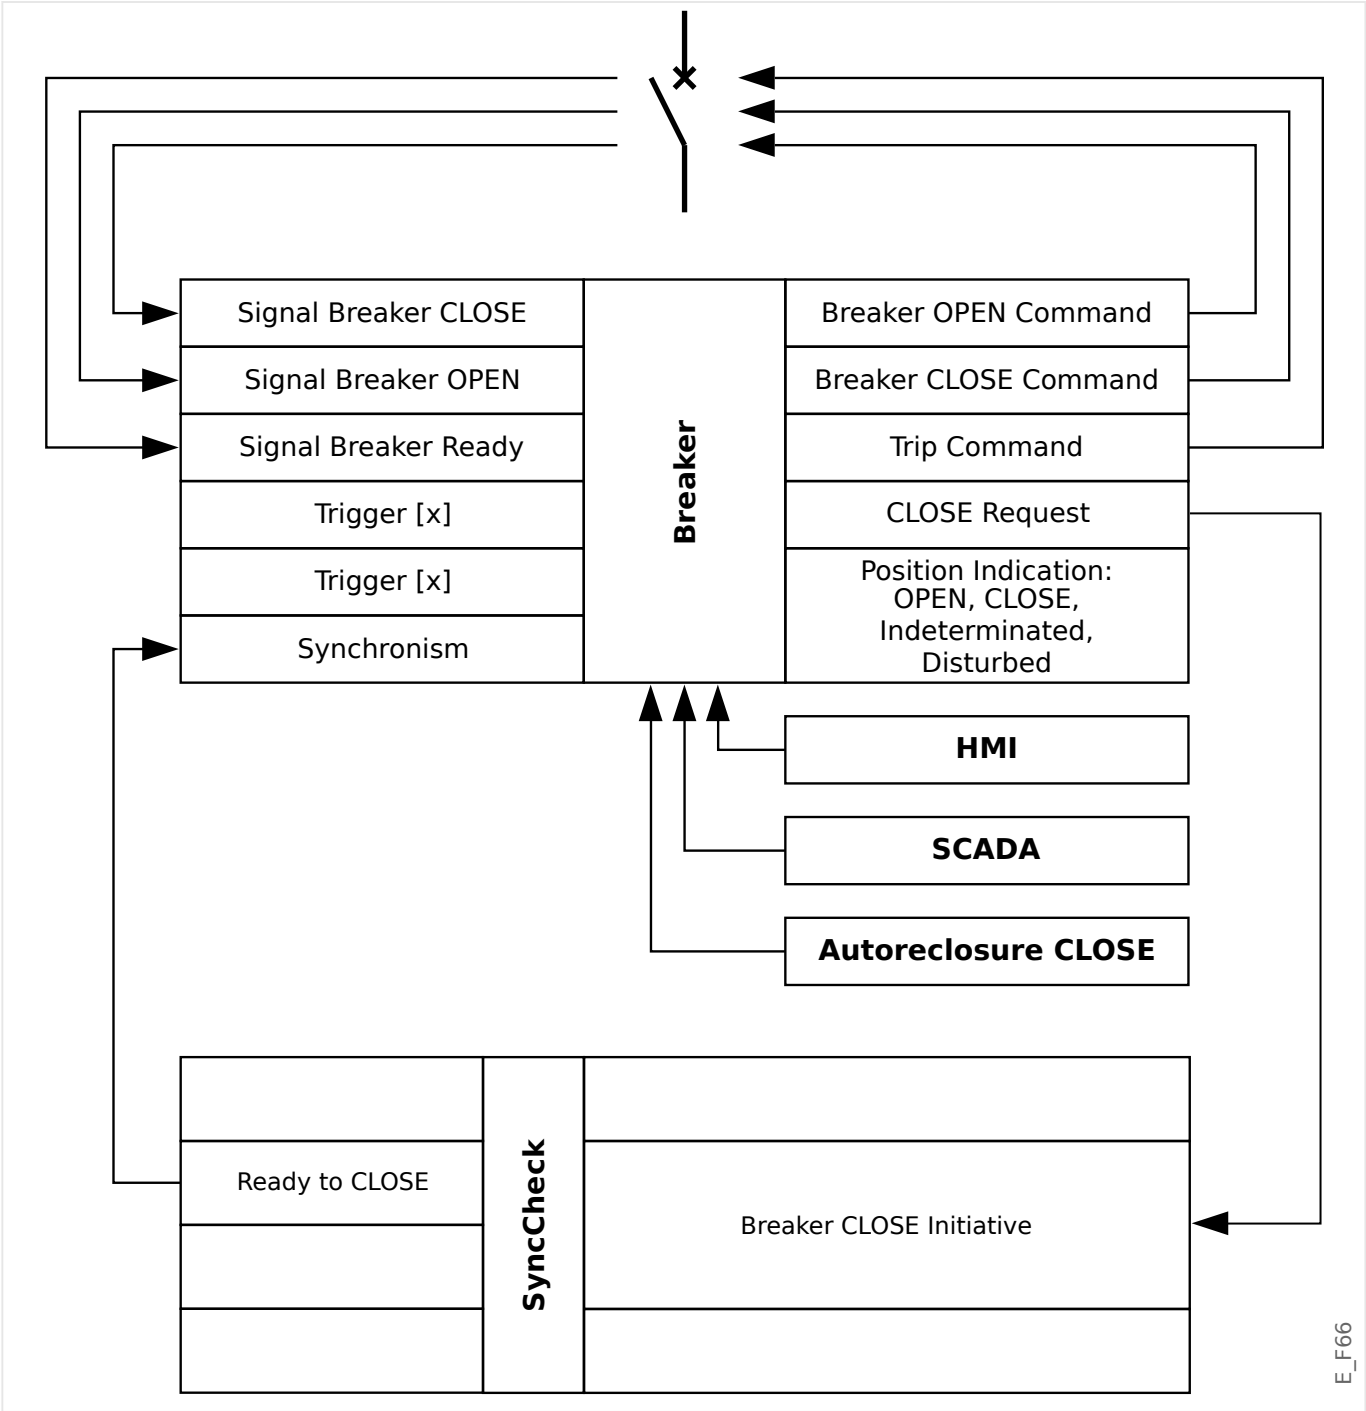 Signal Breaker CLOSE
Signal Breaker OPEN
Signal Breaker Ready
Trigger [x]
Trigger [x]
Synchronism
Breaker
Breaker OPEN Command
Breaker CLOSE Command
Trip Command
CLOSE Request
Position Indication:
OPEN, CLOSE,
Indeterminated,
Disturbed
HMI
SCADA
Autoreclosure CLOSE
Ready to CLOSE
SyncCheck
Breaker CLOSE Initiative
E_F66